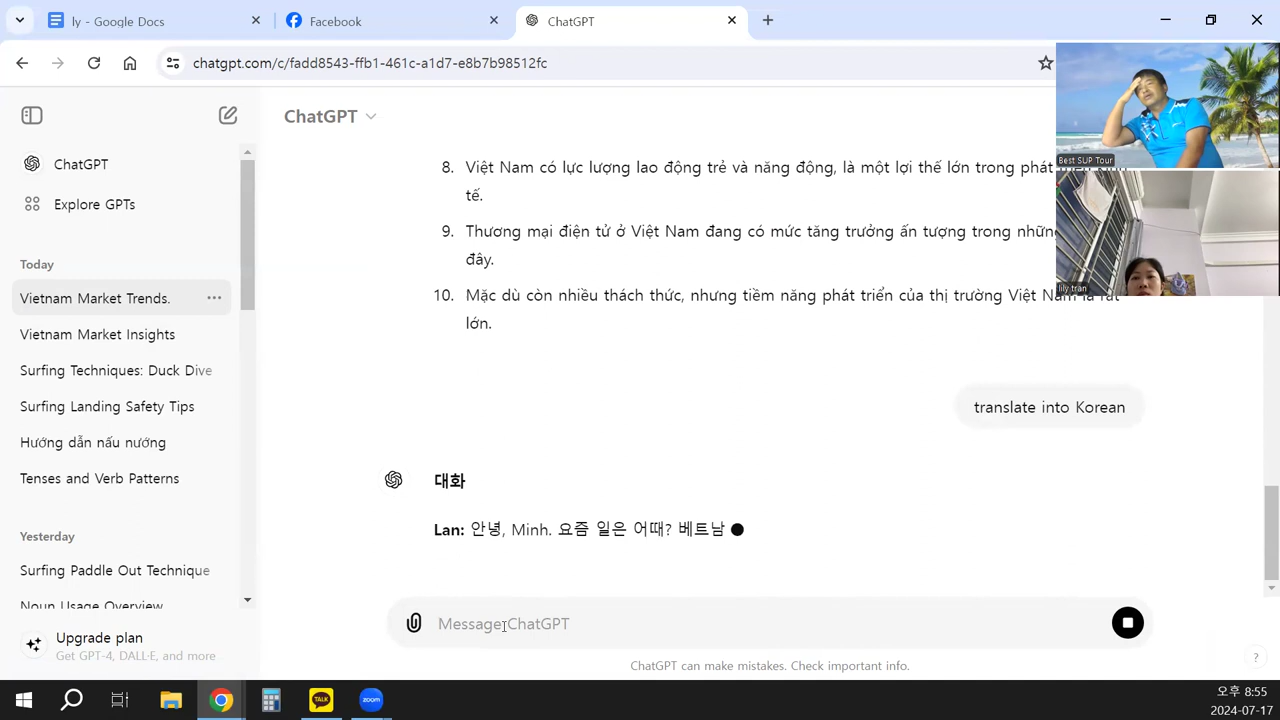 ly - Google Docs
Facebook
ChatGPT
chatgpt.com/c/fadd8543-ffb1-461c-a1d7-e8b7b98512fc
ChatGPT
ChatGPT
Explore GPTs
Today
Vietnam Market Trends.
Vietnam Market Insights
Surfing Techniques: Duck Dive
Surfing Landing Safety Tips
Hướng dẫn nấu nướng
Tenses and Verb Patterns
Yesterday
Surfing Paddle Out Technique
Noun Usage Overview
Upgrade plan
Get GPT-4, DALL·E, and more
8. Việt Nam có lực lượng lao động trẻ và năng động, là một lợi thế lớn trong phát
tế.
9. Thương mại điện tử ở Việt Nam đang có mức tăng trưởng ấn tượng trong những
đây.
10. Mặc dù còn nhiều thách thức, nhưng tiềm năng phát triển của thị trường Việt Nam là rất
lớn.
translate into Korean
대화
Lan: 안녕, Minh. 요즘 일은 어때? 베트남
Message ChatGPT
ChatGPT can make mistakes. Check important info.
?
Best SUP Tour
lily tran
TALK
zoom
오후 8:55
2024-07-17